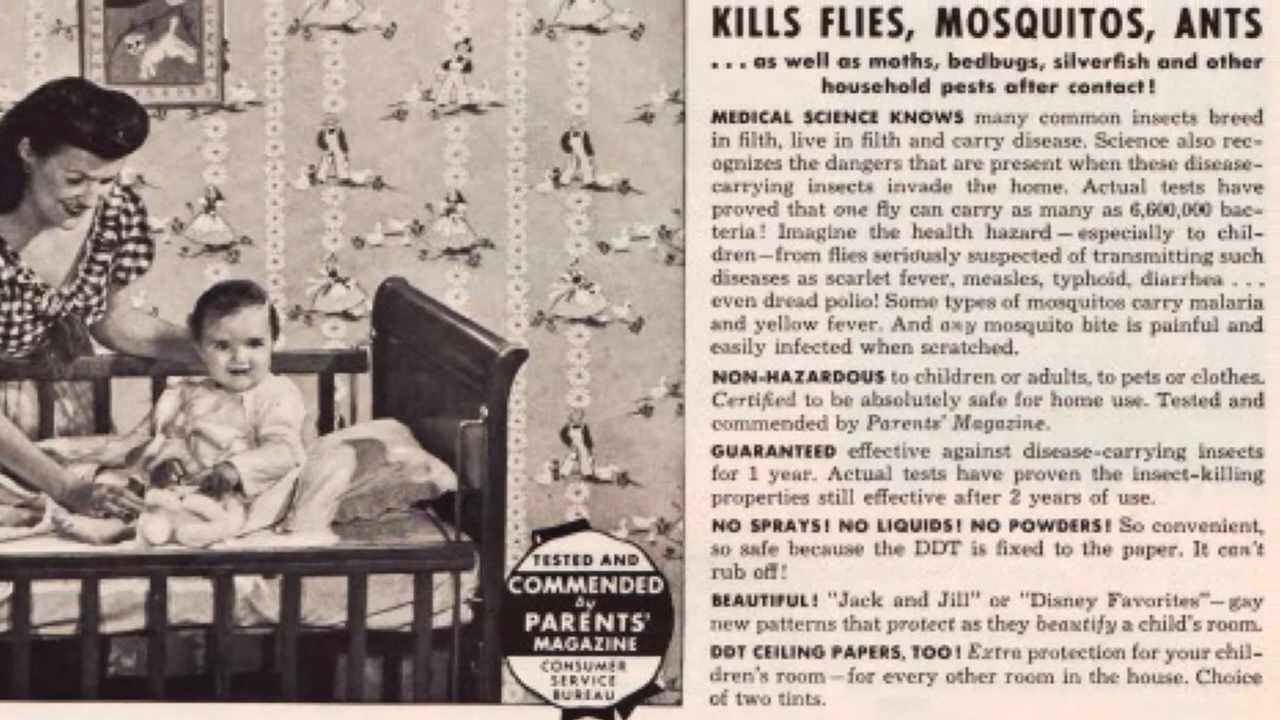 KILLS FLIES, MOSQUITOS, ANTS
... as well as moths, bedbugs, silverfish and other
household pests after contact!
MEDICAL SCIENCE KNOWS many common insects breed
in filth, live in filth and carry disease. Science also rec-
ognizes the dangers that are present when these disease-
carrying insects invade the home. Actual tests have
proved that one fly can carry as many as 6,600,000 bac-
teria! Imagine the health hazard—especially to chil-
dren—from flies seriously suspected of transmitting such
diseases as scarlet fever, measles, typhoid, diarrhea ...
even dread polio! Some types of mosquitos carry malaria
and yellow fever. And any mosquito bite is painful and
easily infected when scratched.
NON-HAZARDOUS to children or adults, to pets or clothes.
Certified to be absolutely safe for home use. Tested and
commended by Parents' Magazine.
GUARANTEED effective against disease-carrying insects
for 1 year. Actual tests have proven the insect-killing
properties still effective after 2 years of use.
NO SPRAYS! NO LIQUIDS! NO POWDERS! So convenient,
so safe because the DDT is fixed to the paper. It can't
rub off!
BEAUTIFUL! "Jack and Jill" or "Disney Favorites"—gay
new patterns that protect as they beautify a child's room.
DDT CEILING PAPERS, TOO! Extra protection for your chil-
dren's room—for every other room in the house. Choice
of two tints.
TESTED AND
COMMENDED
by
PARENTS'
MAGAZINE
CONSUMER
SERVICE
BUREAU